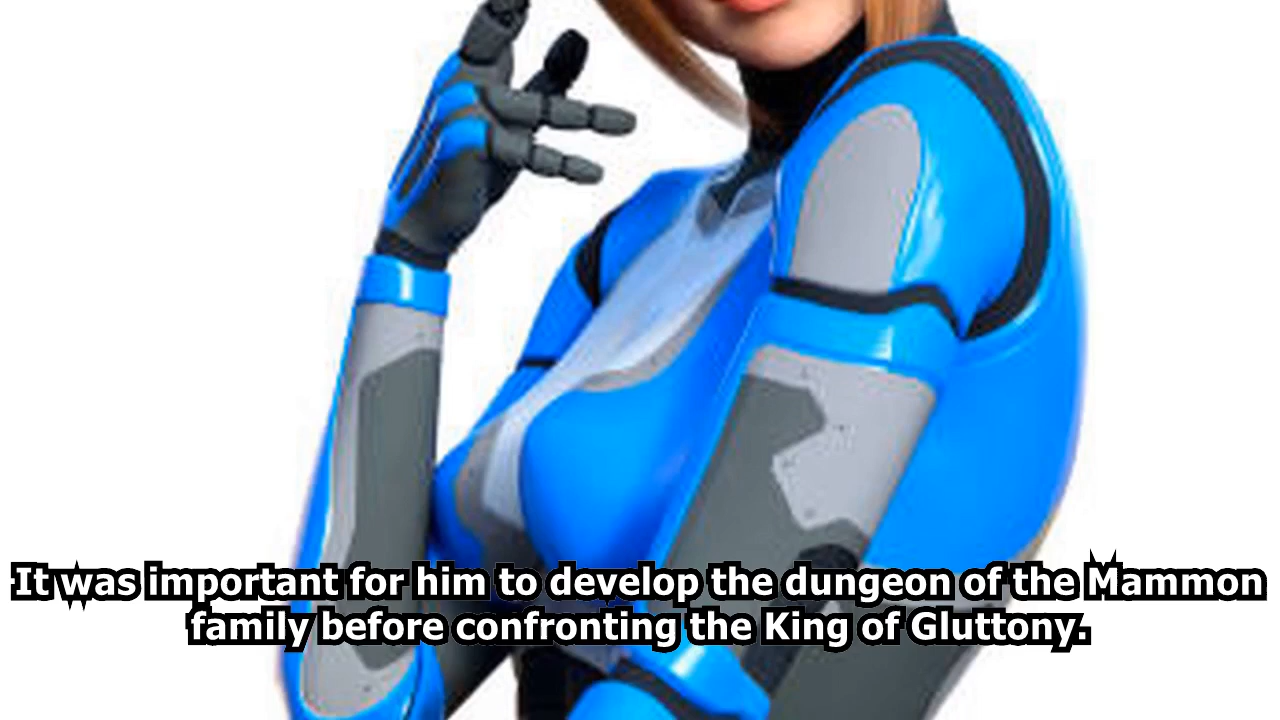 It was important for him to develop the dungeon of the Mammon
family before confronting the King of Gluttony.